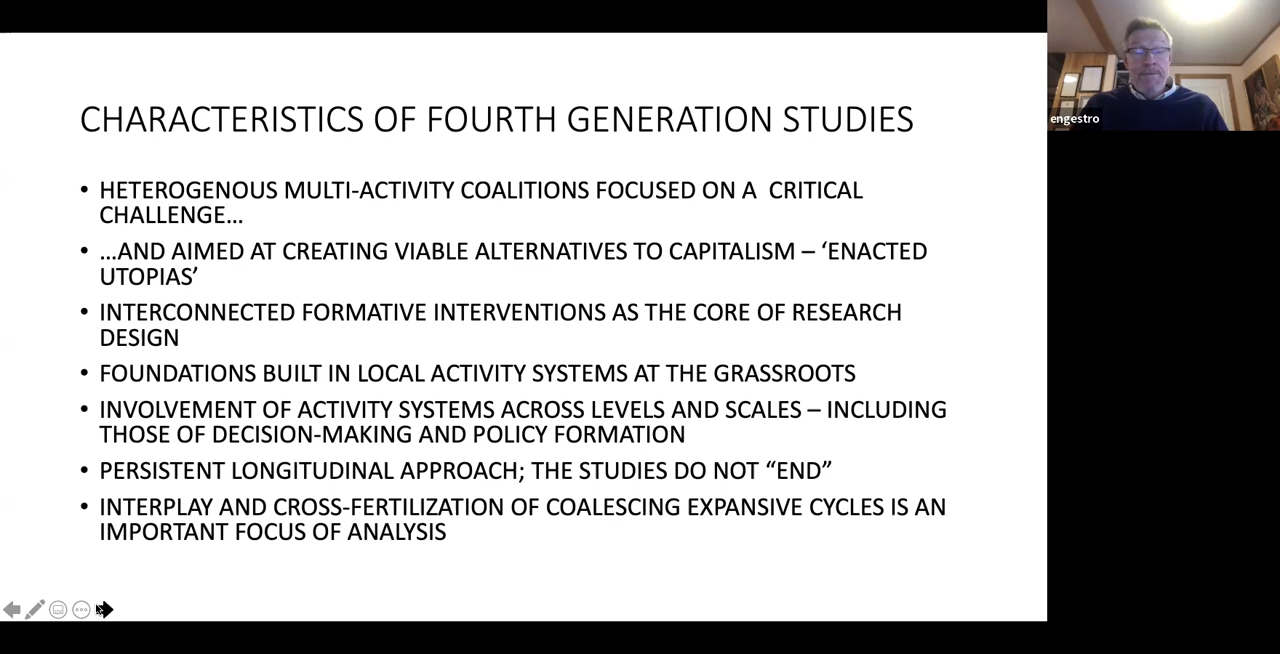 CHARACTERISTICS OF FOURTH GENERATION STUDIES
• HETEROGENOUS MULTI-ACTIVITY COALITIONS FOCUSED ON A  CRITICAL
CHALLENGE…
• …AND AIMED AT CREATING VIABLE ALTERNATIVES TO CAPITALISM – ‘ENACTED
UTOPIAS’
• INTERCONNECTED FORMATIVE INTERVENTIONS AS THE CORE OF RESEARCH
DESIGN
• FOUNDATIONS BUILT IN LOCAL ACTIVITY SYSTEMS AT THE GRASSROOTS
• INVOLVEMENT OF ACTIVITY SYSTEMS ACROSS LEVELS AND SCALES – INCLUDING
THOSE OF DECISION-MAKING AND POLICY FORMATION
• PERSISTENT LONGITUDINAL APPROACH; THE STUDIES DO NOT “END”
• INTERPLAY AND CROSS-FERTILIZATION OF COALESCING EXPANSIVE CYCLES IS AN
IMPORTANT FOCUS OF ANALYSIS
engestro